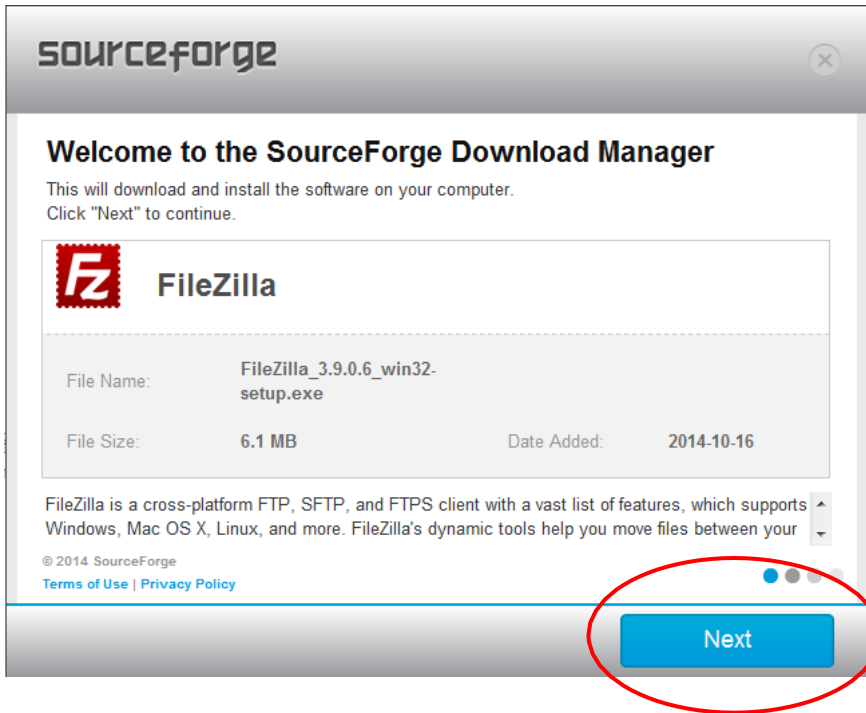 sourceforge
Welcome to the SourceForge Download Manager
This will download and install the software on your computer.
Click "Next" to continue.
Fz
FileZilla
File Name: FileZilla_3.9.0.6_win32-
setup.exe
File Size: 6.1 MB Date Added: 2014-10-16
FileZilla is a cross-platform FTP, SFTP, and FTPS client with a vast list of features, which supports
Windows, Mac OS X, Linux, and more. FileZilla's dynamic tools help you move files between your
© 2014 SourceForge
Terms of Use | Privacy Policy
Next